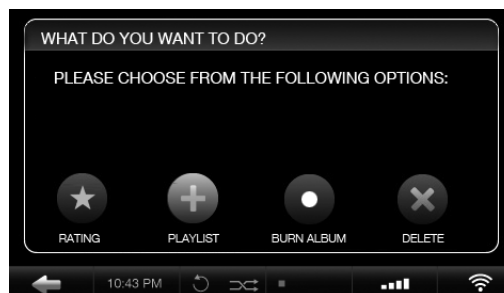 WHAT DO YOU WANT TO DO?
PLEASE CHOOSE FROM THE FOLLOWING OPTIONS:
RATING
PLAYLIST
BURN ALBUM
DELETE
10:43 PM